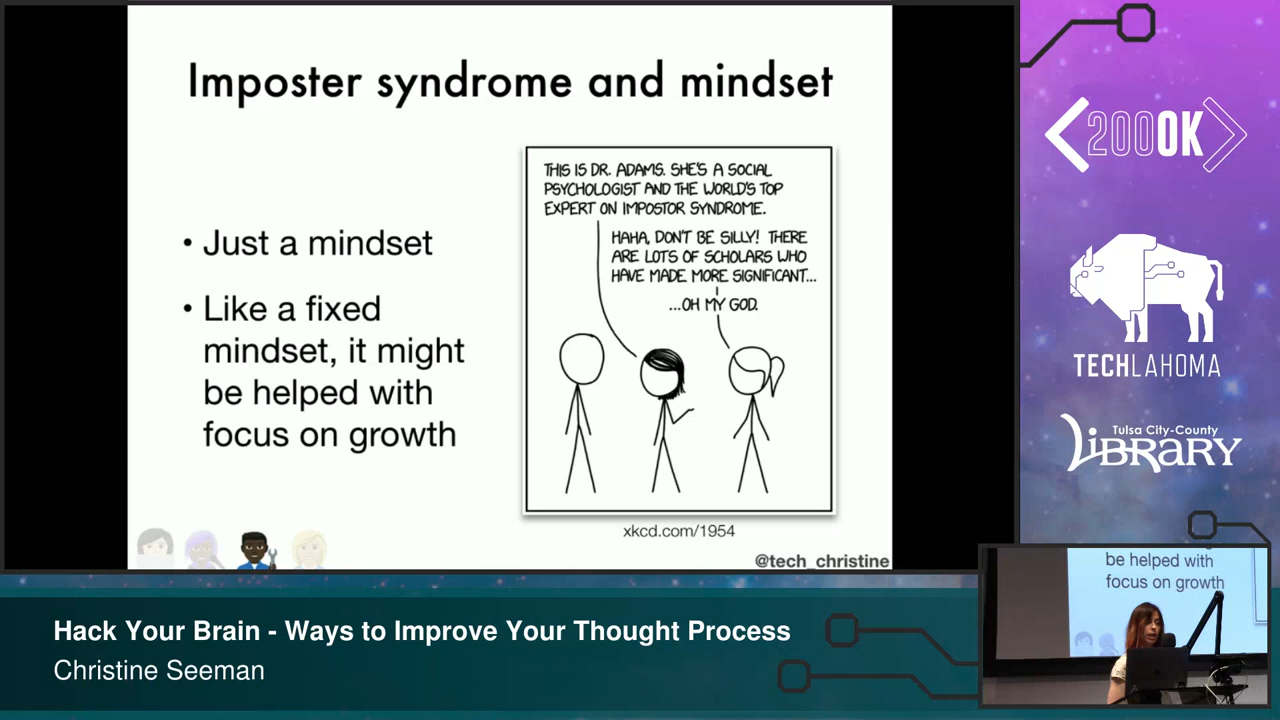 Imposter syndrome and mindset
• Just a mindset
• Like a fixed
mindset, it might
be helped with
focus on growth
THIS IS DR. ADAMS. SHE'S A SOCIAL
PSYCHOLOGIST AND THE WORLD'S TOP
EXPERT ON IMPOSTOR SYNDROME.
HAHA, DON'T BE SILLY! THERE
ARE LOTS OF SCHOLARS WHO
HAVE MADE MORE SIGNIFICANT...
...OH MY GOD.
xkcd.com/1954
@tech_christine
<200OK>
TECHLAHOMA
Tulsa City-County
LIBRARY
be helped with
focus on growth
Hack Your Brain - Ways to Improve Your Thought Process
Christine Seeman